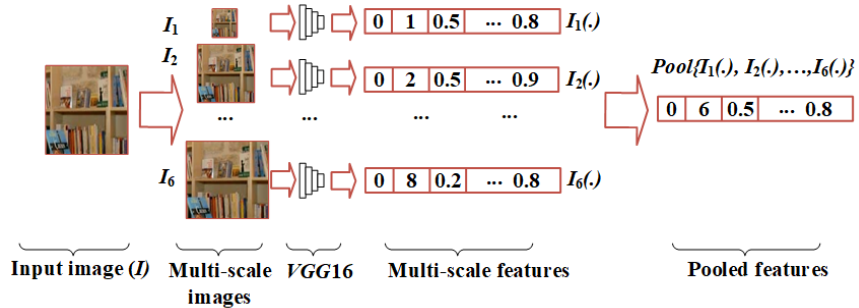 I1
0 1 0.5 ... 0.8
I1(.)
I2
0 2 0.5 ... 0.9
I2(.)
Pool{I1(.), I2(.),...,I6(.)}
0 6 0.5 ... 0.8
... ... ... ...
I6
0 8 0.2 ... 0.8
I6(.)
Input image (I)
Multi-scale
images
VGG16
Multi-scale features
Pooled features